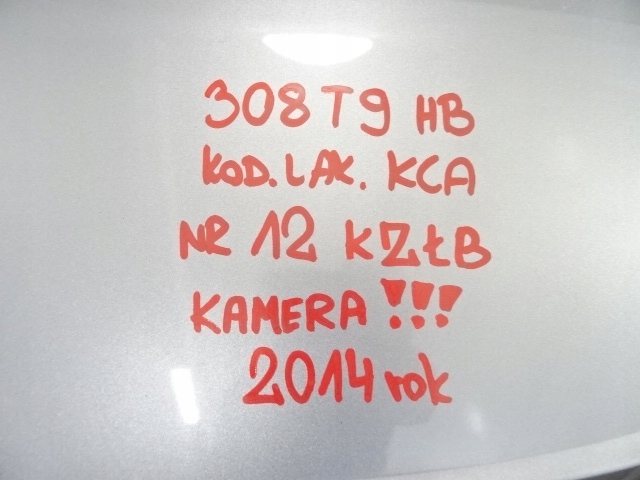 308 T9 HB
KOD. LAK. KCA
NR 12 KZŁB
KAMERA !!!
2014 rok